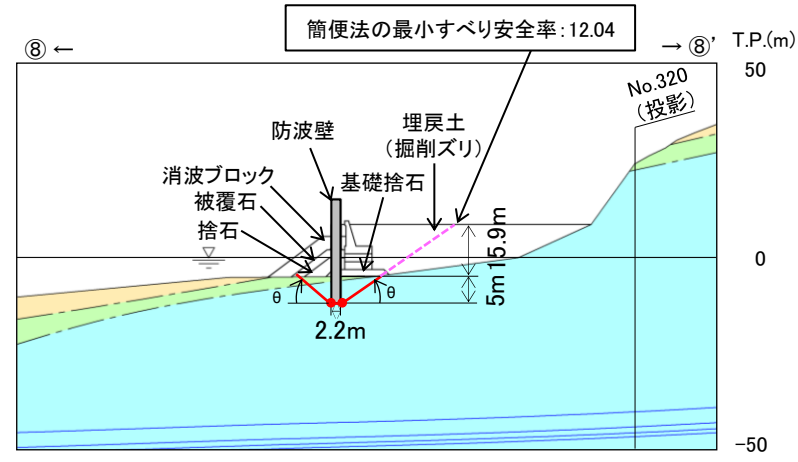 簡便法の最小すべり安全率：12.04
⑧ ←
→ ⑧’
T.P.(m)
50
No.320
（投影）
防波壁
埋戻土
（掘削ズリ）
消波ブロック
基礎捨石
被覆石
捨石
15.9m
0
θ
θ
5m
2.2m
-50